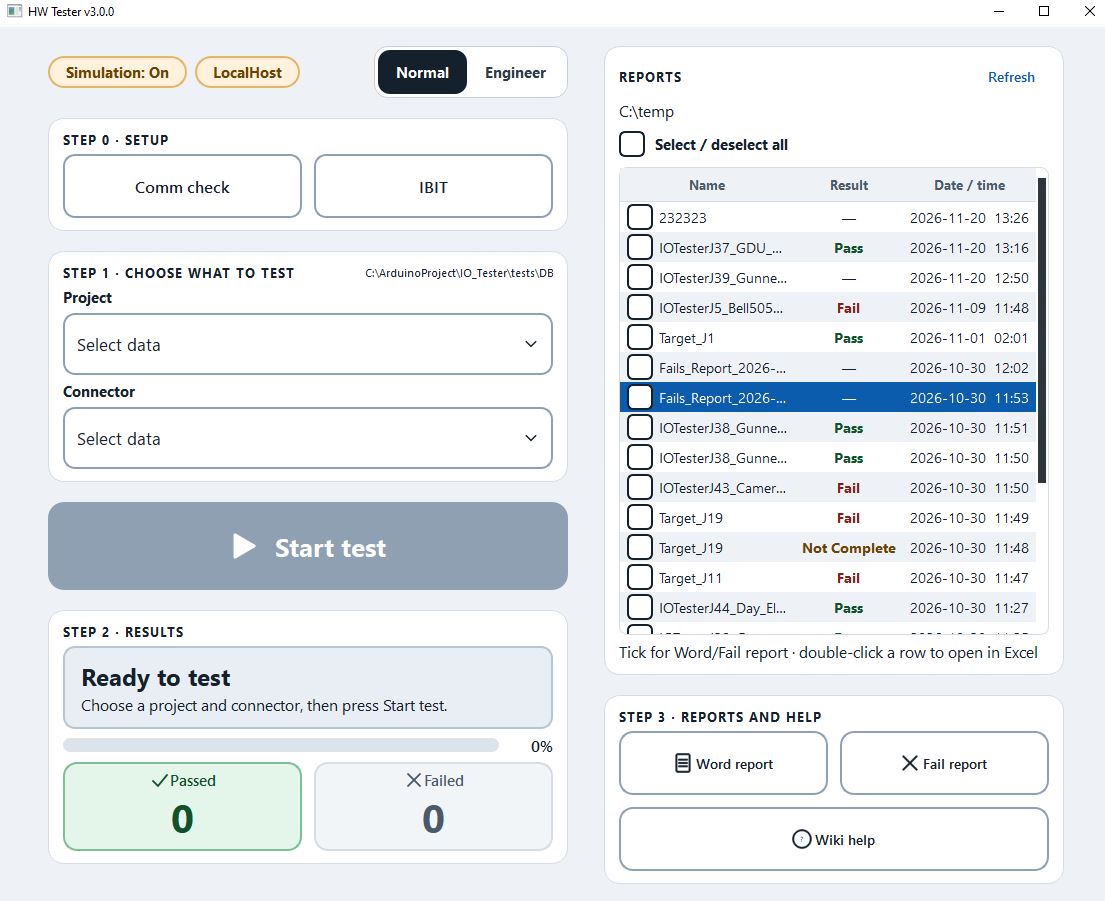 HW Tester v3.0.0
Simulation: On
LocalHost
Normal
Engineer
STEP 0 · SETUP
Comm check
IBIT
STEP 1 · CHOOSE WHAT TO TEST
C:\ArduinoProject\IO_Tester\tests\DB
Project
Select data
Connector
Select data
Start test
STEP 2 · RESULTS
Ready to test
Choose a project and connector, then press Start test.
0%
Passed
0
Failed
0
REPORTS
Refresh
C:\temp
Select / deselect all
Name Result Date / time
232323 — 2026-11-20 13:26
IOTesterJ37_GDU_... Pass 2026-11-20 13:16
IOTesterJ39_Gunne... — 2026-11-20 12:50
IOTesterJ5_Bell505... Fail 2026-11-09 11:48
Target_J1 Pass 2026-11-01 02:01
Fails_Report_2026-... — 2026-10-30 12:02
Fails_Report_2026-... — 2026-10-30 11:53
IOTesterJ38_Gunne... Pass 2026-10-30 11:51
IOTesterJ38_Gunne... Pass 2026-10-30 11:50
IOTesterJ43_Camer... Fail 2026-10-30 11:50
Target_J19 Fail 2026-10-30 11:49
Target_J19 Not Complete 2026-10-30 11:48
Target_J11 Fail 2026-10-30 11:47
IOTesterJ44_Day_El... Pass 2026-10-30 11:27
Tick for Word/Fail report · double-click a row to open in Excel
STEP 3 · REPORTS AND HELP
Word report
Fail report
? Wiki help